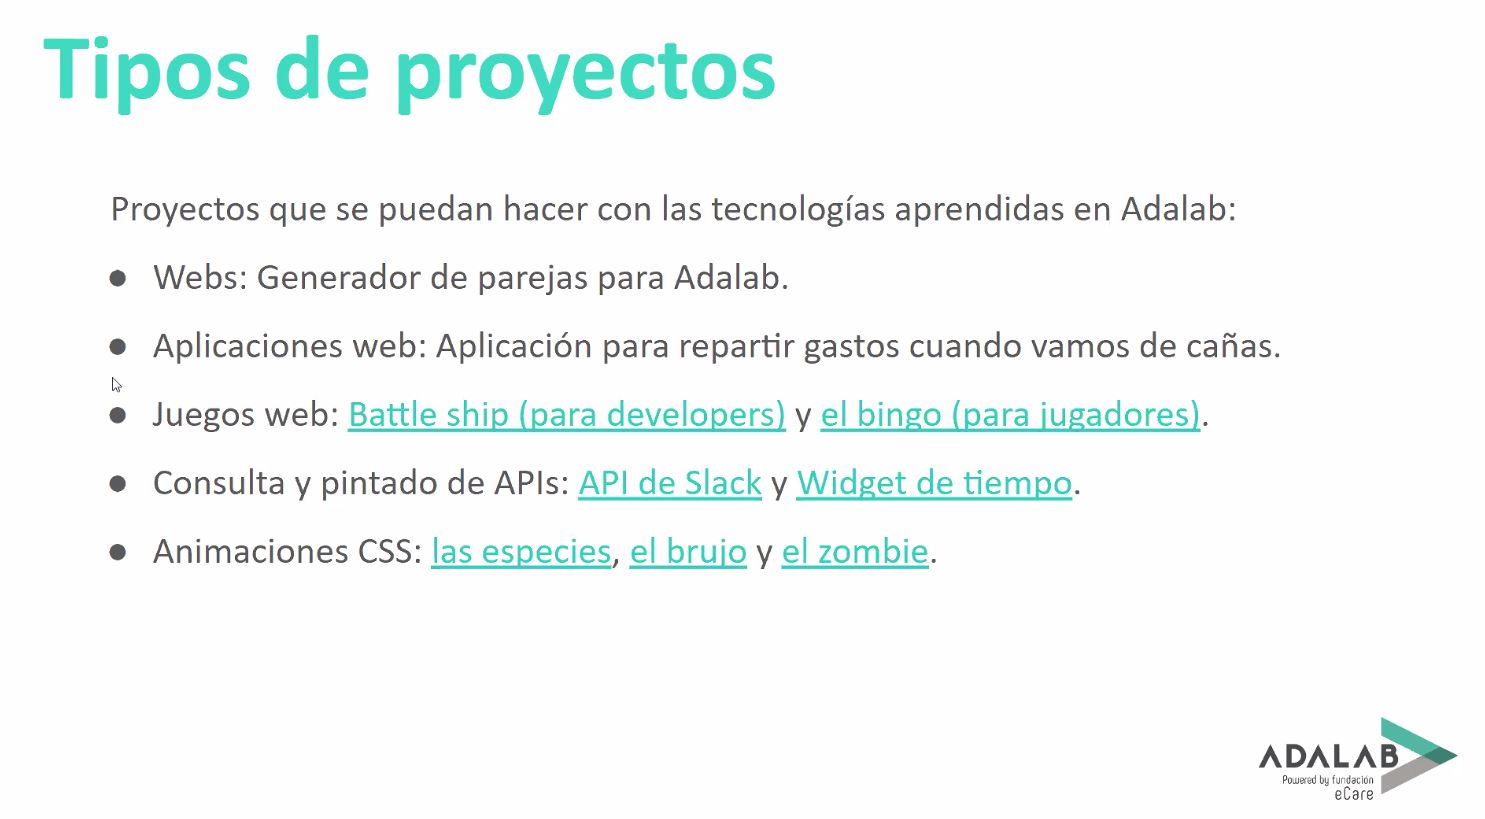 Tipos de proyectos
Proyectos que se puedan hacer con las tecnologías aprendidas en Adalab:
● Webs: Generador de parejas para Adalab.
● Aplicaciones web: Aplicación para repartir gastos cuando vamos de cañas.
● Juegos web: Battle ship (para developers) y el bingo (para jugadores).
● Consulta y pintado de APIs: API de Slack y Widget de tiempo.
● Animaciones CSS: las especies, el brujo y el zombie.
ADALAB
Powered by fundación
eCare